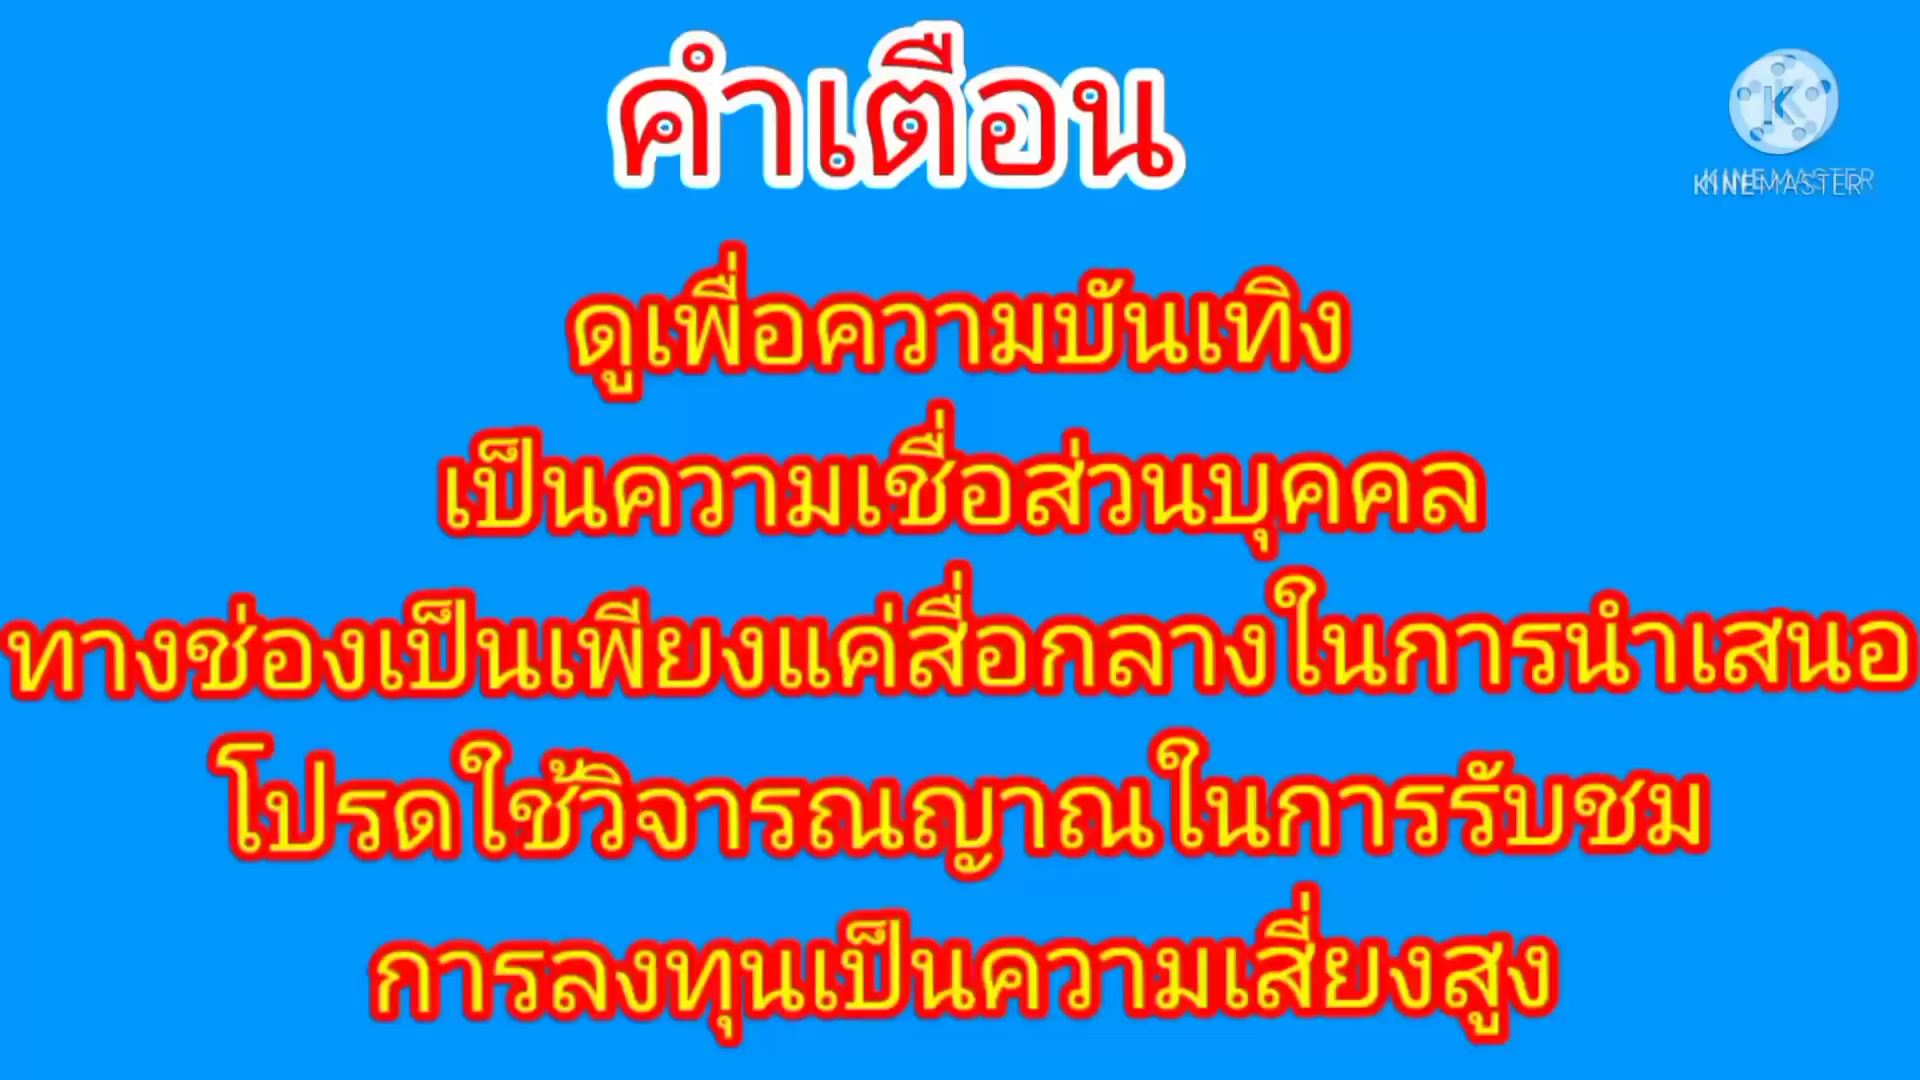 คำเตือน
KINEMASTER
KINEMASTER
ดูเพื่อความบันเทิง
เป็นความเชื่อส่วนบุคคล
ทางช่องเป็นเพียงแค่สื่อกลางในการนำเสนอ
โปรดใช้วิจารณญาณในการรับชม
การลงทุนเป็นความเสี่ยงสูง